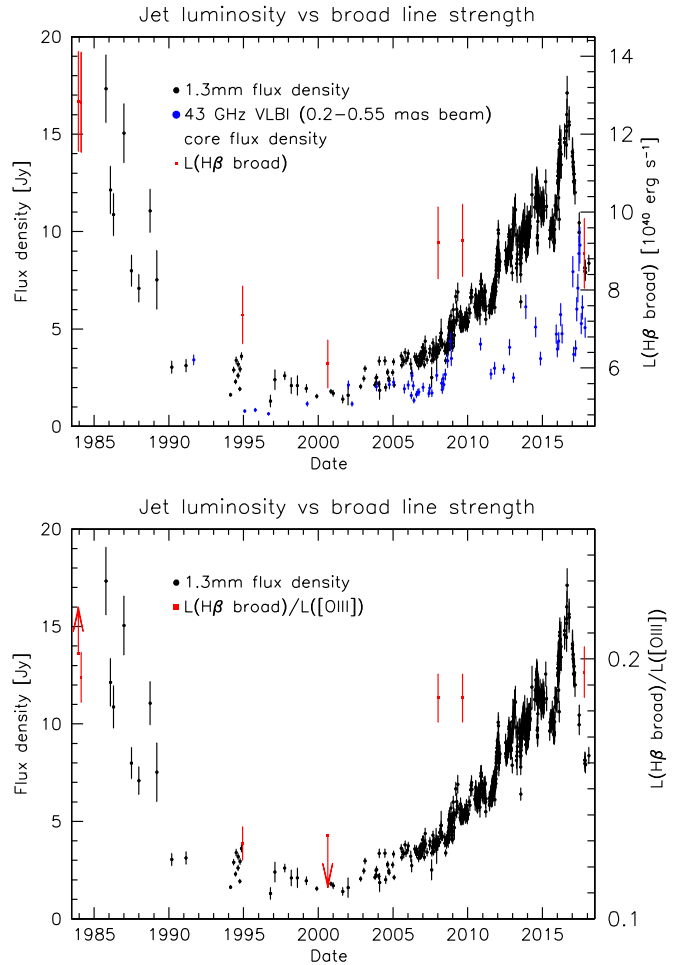 Jet luminosity vs broad line strength
20
15
10
5
0
Flux density [Jy]
1.3mm flux density
43 GHz VLBI (0.2−0.55 mas beam)
core flux density
L(Hβ broad)
14
12
10
8
6
L(Hβ broad) [10⁴⁰ erg s⁻¹]
1985 1990 1995 2000 2005 2010 2015
Date
Jet luminosity vs broad line strength
20
15
10
5
0
Flux density [Jy]
1.3mm flux density
L(Hβ broad)/L([OIII])
0.2
0.1
L(Hβ broad)/L([OIII])
1985 1990 1995 2000 2005 2010 2015
Date